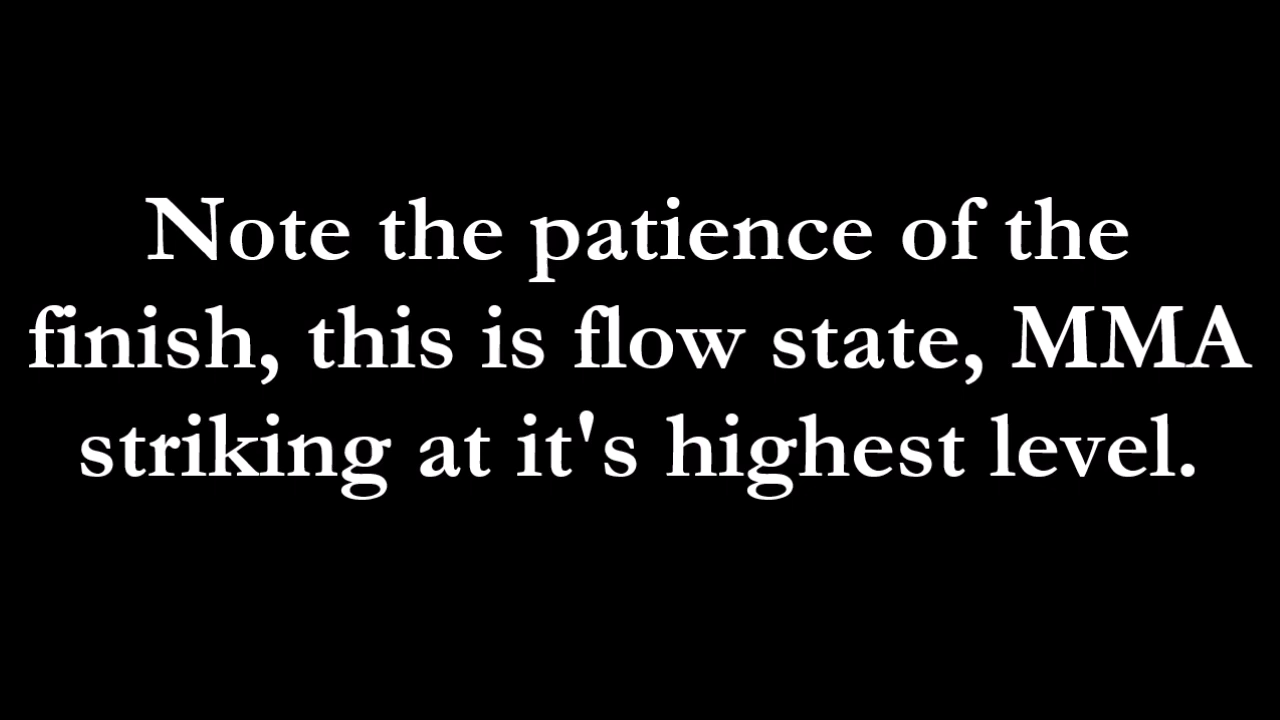 Note the patience of the
finish, this is flow state, MMA
striking at it's highest level.